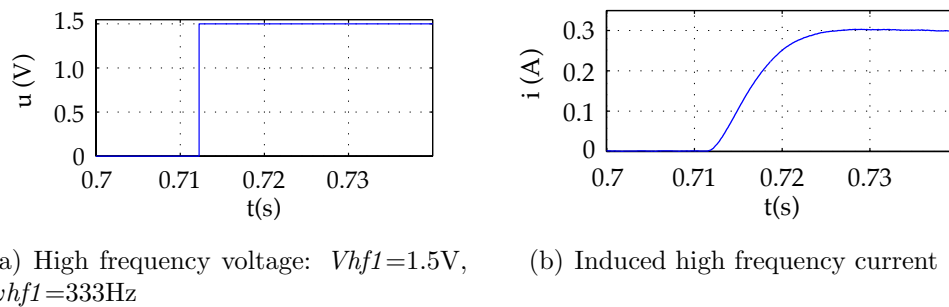 1.5
1.0
0.5
0
u (V)
0.7 0.71 0.72 0.73
t(s)
0.3
0.2
0.1
0
i (A)
0.7 0.71 0.72 0.73
t(s)
a) High frequency voltage: Vhf1=1.5V,
whf1=333Hz
(b) Induced high frequency current